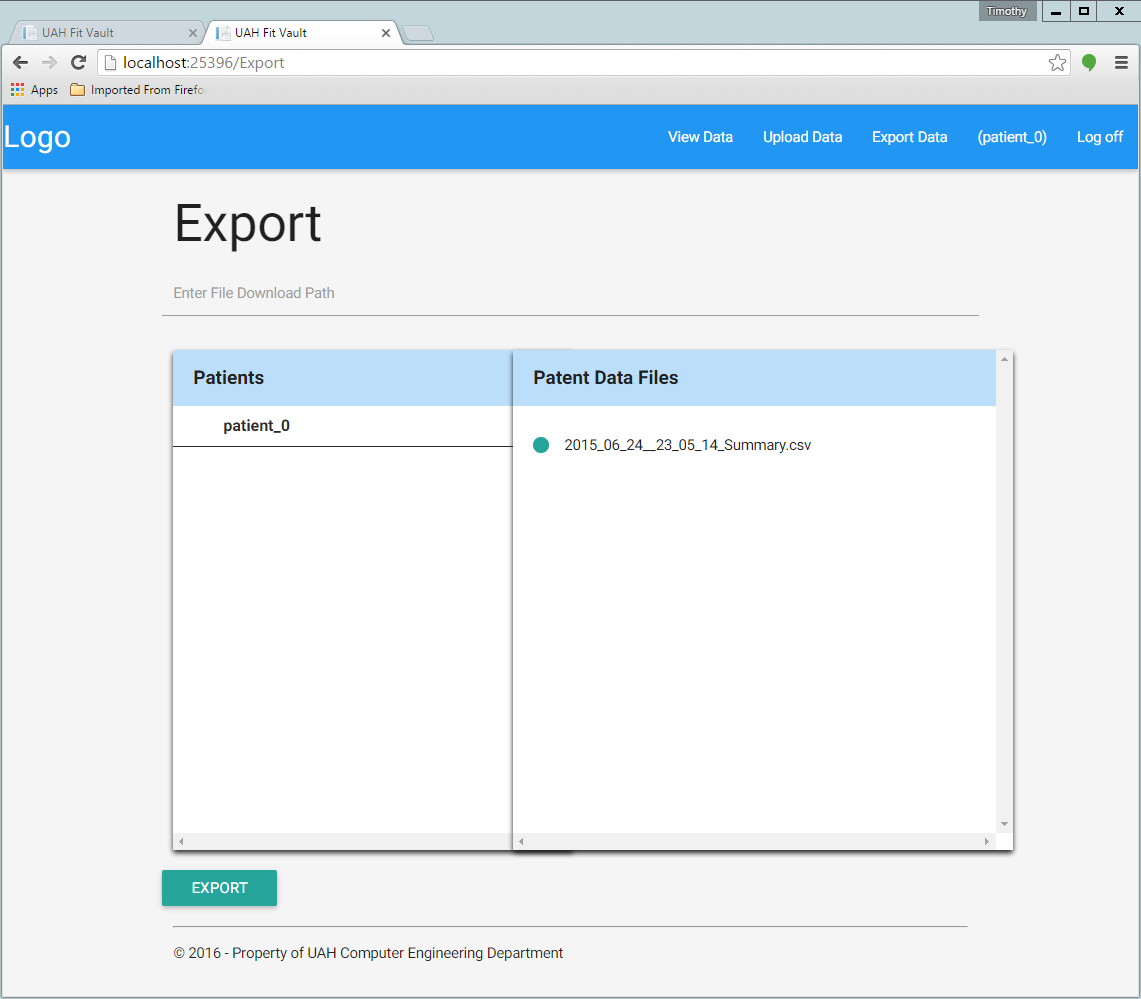 Timothy
UAH Fit Vault
UAH Fit Vault
localhost:25396/Export
Apps
Imported From Firefo
Logo
View Data
Upload Data
Export Data
(patient_0)
Log off
Export
Enter File Download Path
Patients
Patent Data Files
patient_0
2015_06_24__23_05_14_Summary.csv
EXPORT
© 2016 - Property of UAH Computer Engineering Department